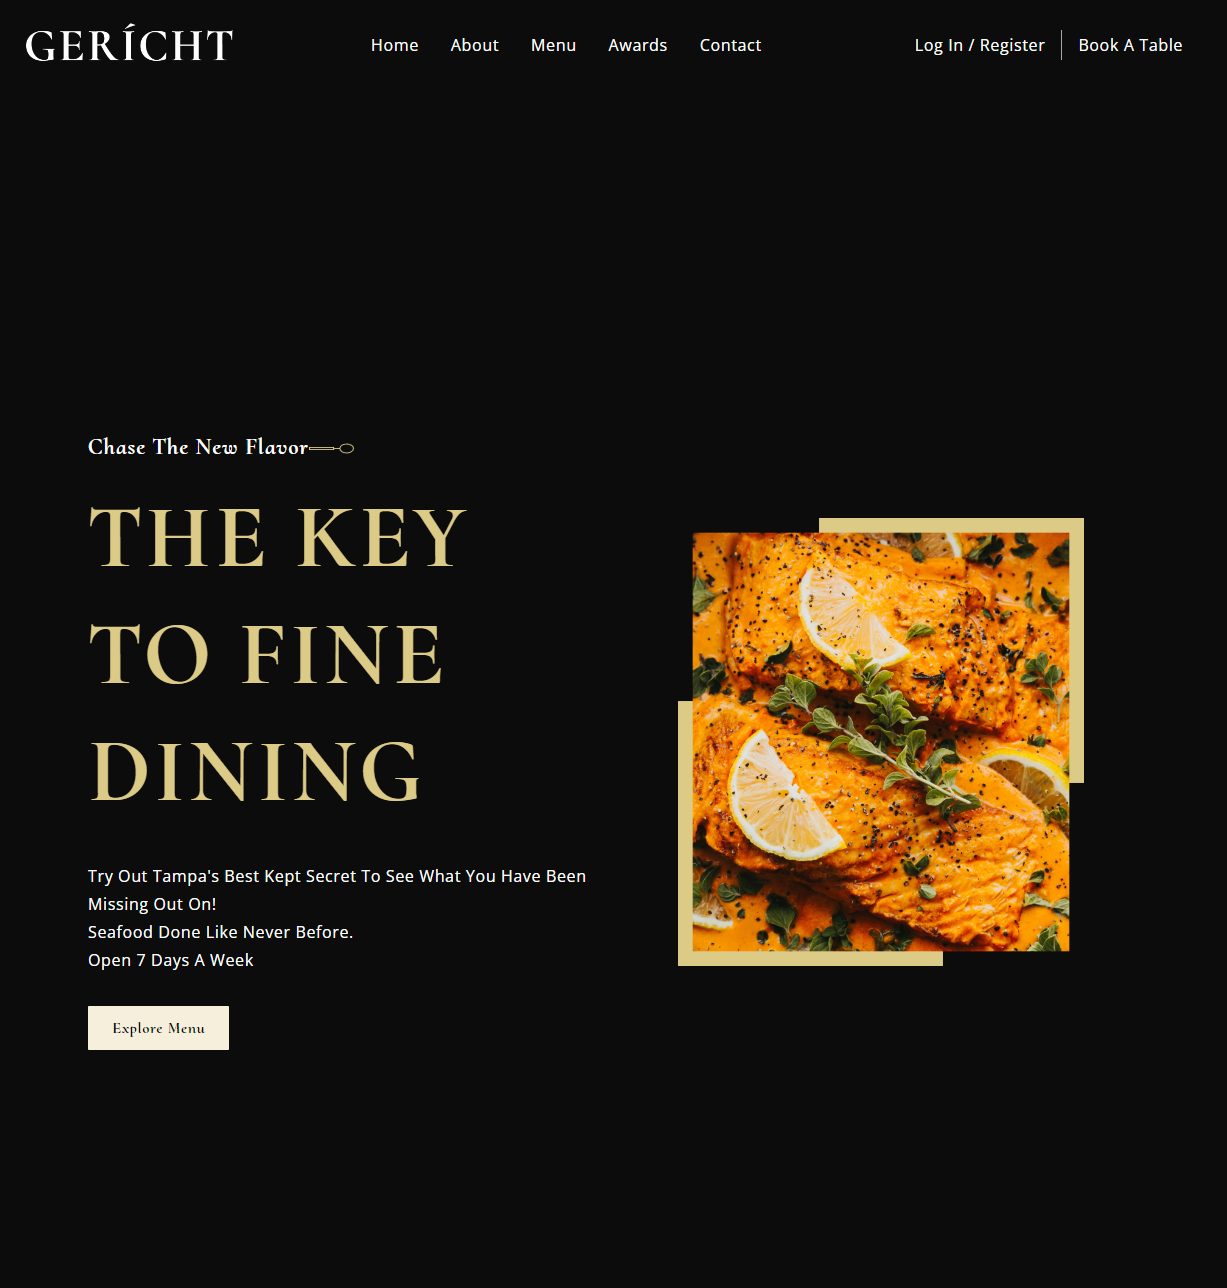 GERÍCHT
Home About Menu Awards Contact
Log In / Register Book A Table
Chase The New Flavor
THE KEY
TO FINE
DINING
Try Out Tampa's Best Kept Secret To See What You Have Been
Missing Out On!
Seafood Done Like Never Before.
Open 7 Days A Week
Explore Menu